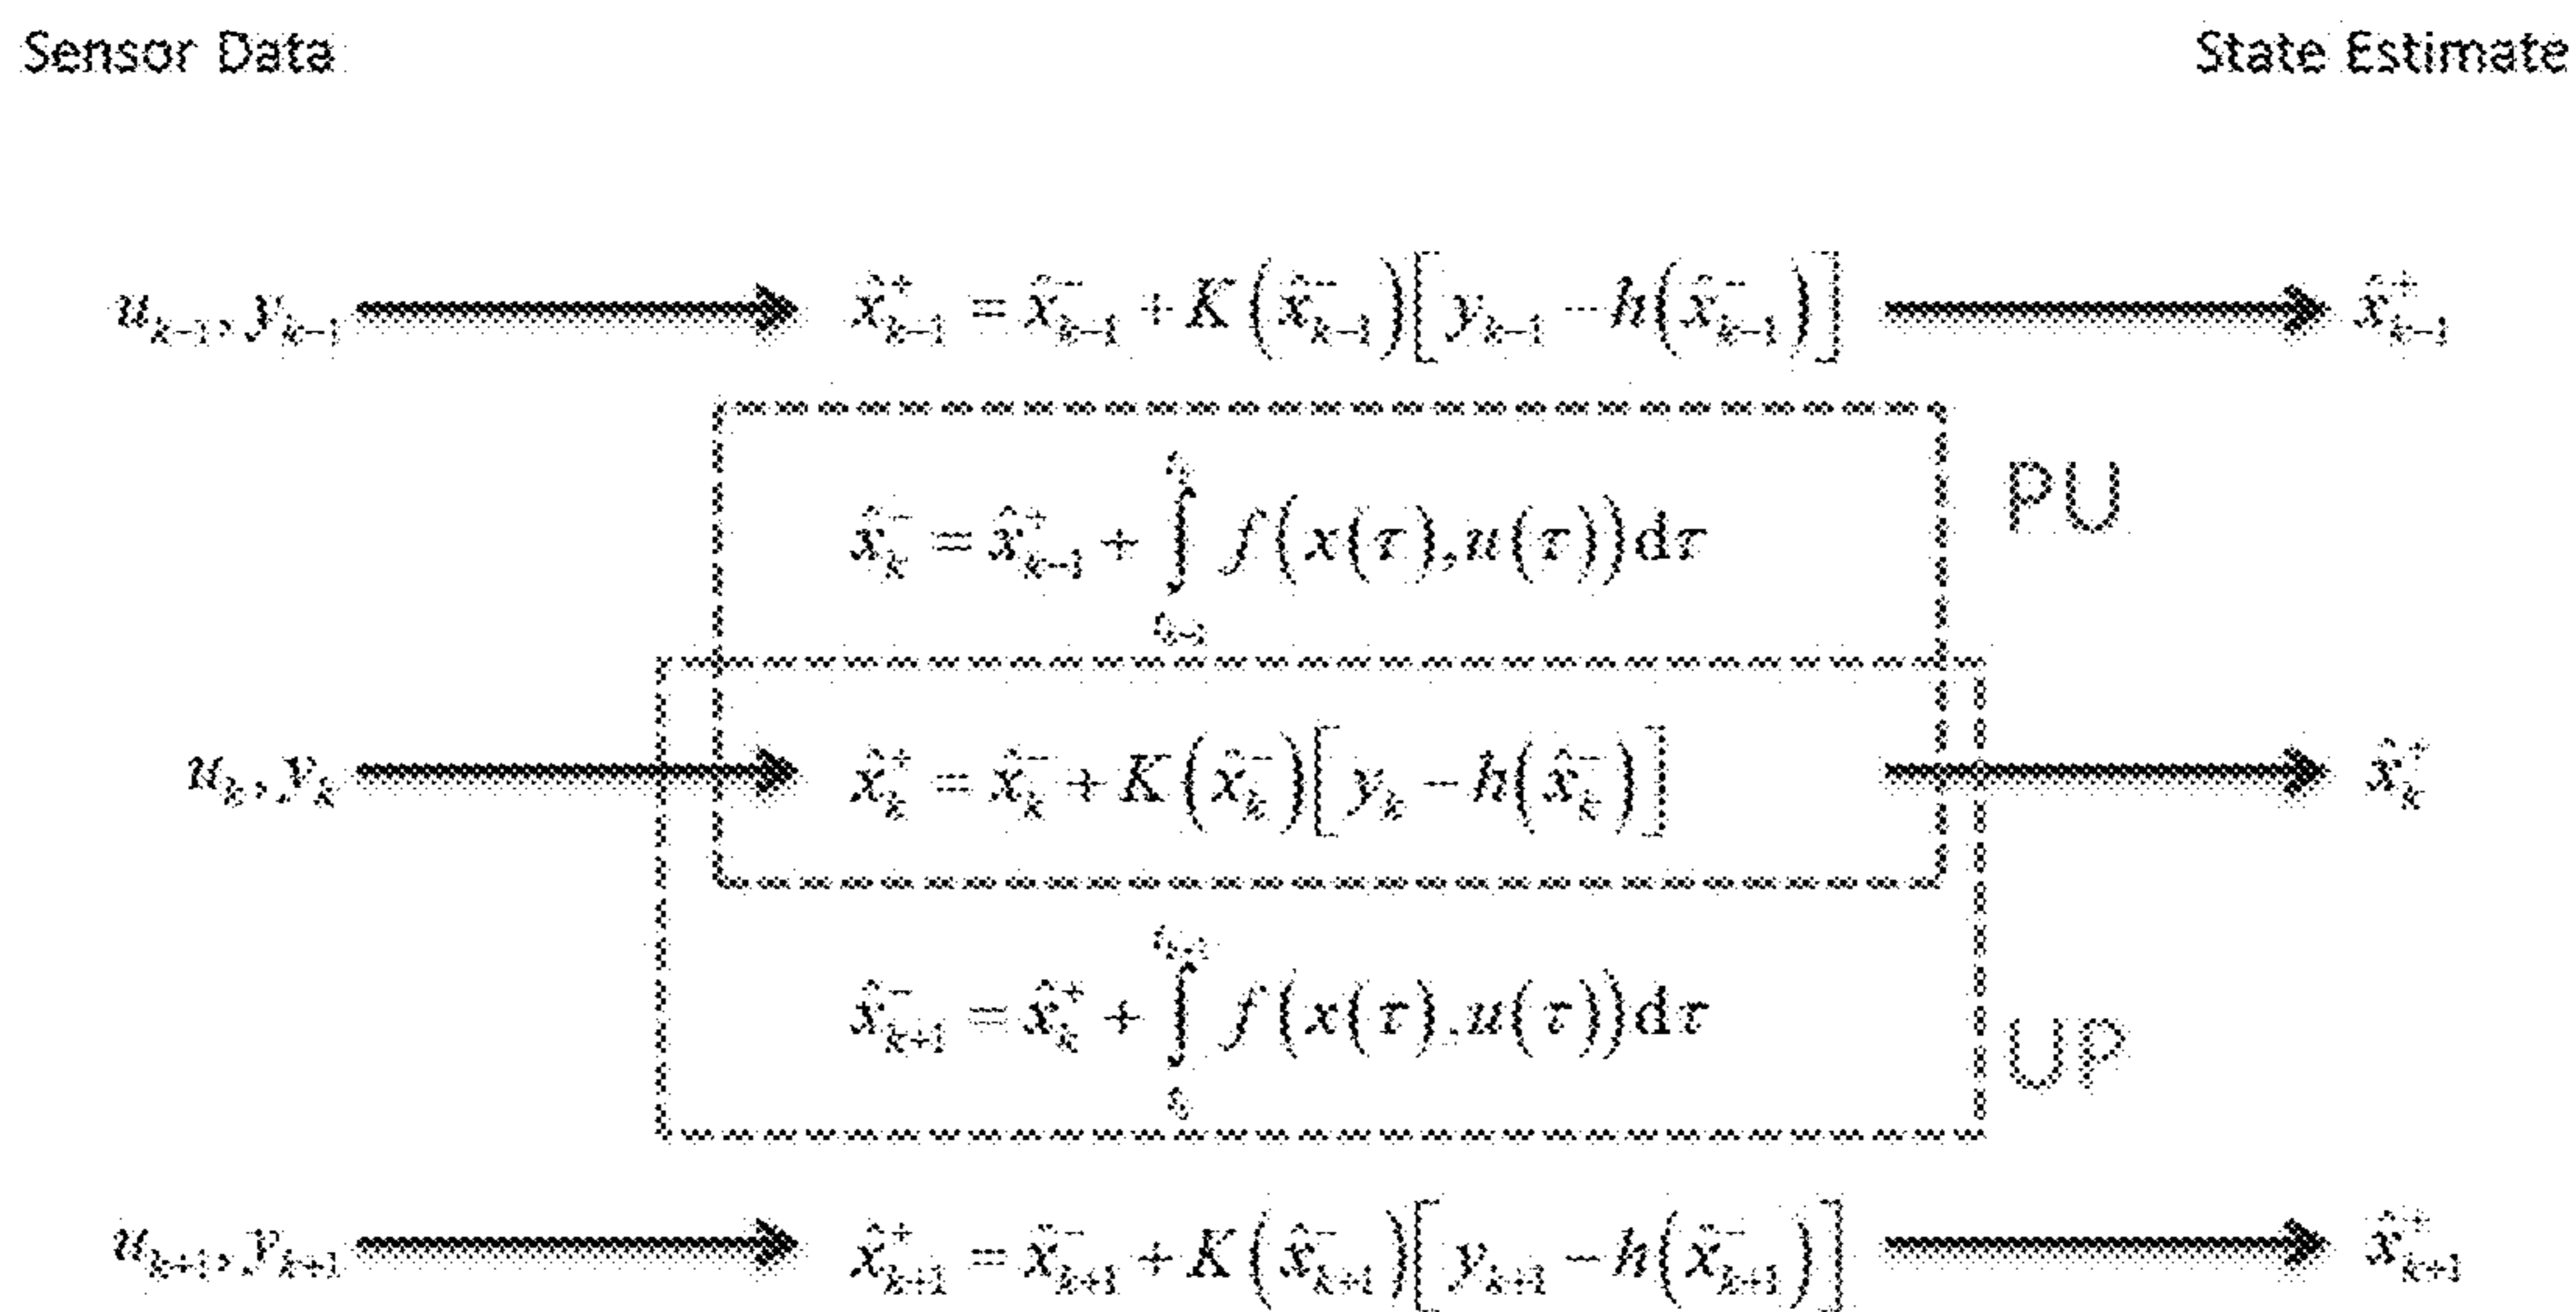 Sensor Data State Estimate
u_{k-1}, y_{k-1} x̂⁺_{k-1} = x̂⁻_{k-1} + K(x̂⁻_{k-1})[y_{k-1} − h(x̂⁻_{k-1})] x̂⁺_{k-1}
PU
x̂⁻_k = x̂⁺_{k-1} + ∫_{t_{k-1}}^{t_k} f(x(τ), u(τ))dτ
u_k, y_k x̂⁺_k = x̂⁻_k + K(x̂⁻_k)[y_k − h(x̂⁻_k)] x̂⁺_k
x̂⁻_{k+1} = x̂⁺_k + ∫_{t_k}^{t_{k+1}} f(x(τ), u(τ))dτ
UP
u_{k+1}, y_{k+1} x̂⁺_{k+1} = x̂⁻_{k+1} + K(x̂⁻_{k+1})[y_{k+1} − h(x̂⁻_{k+1})] x̂⁺_{k+1}